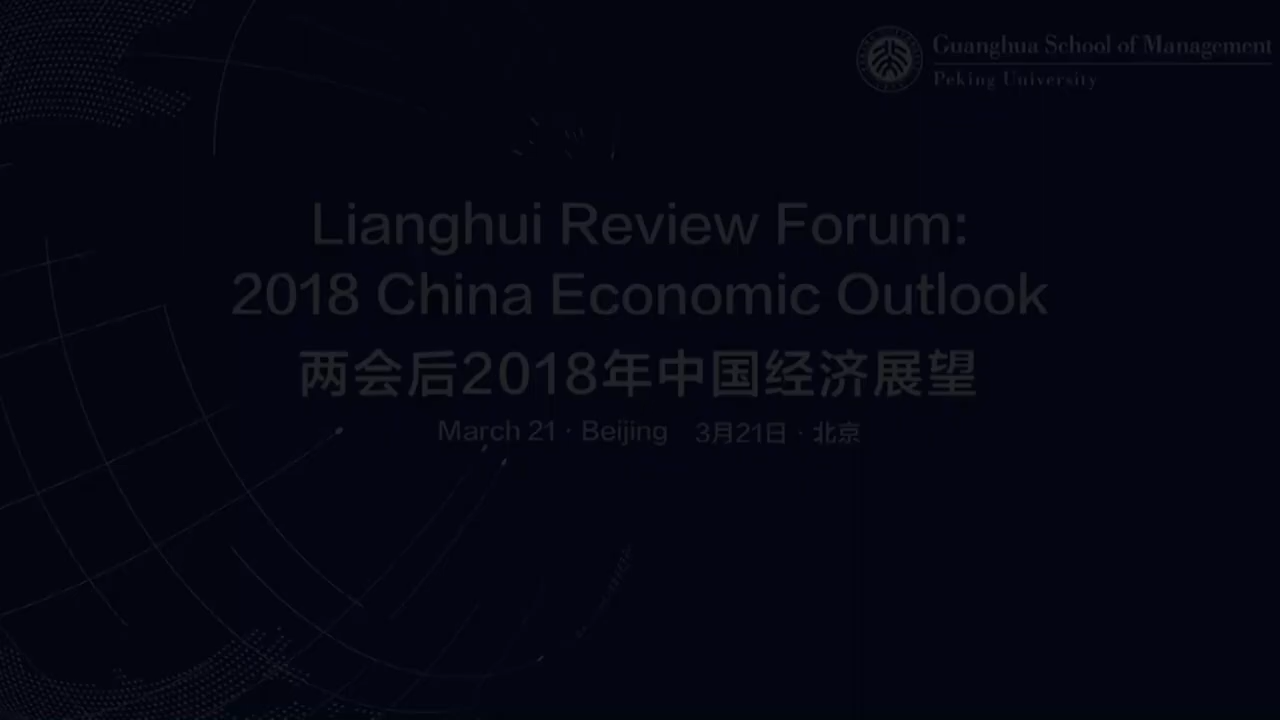 Guanghua School of Management
Peking University
Lianghui Review Forum:
2018 China Economic Outlook
两会后2018年中国经济展望
March 21 · Beijing 3月21日 · 北京